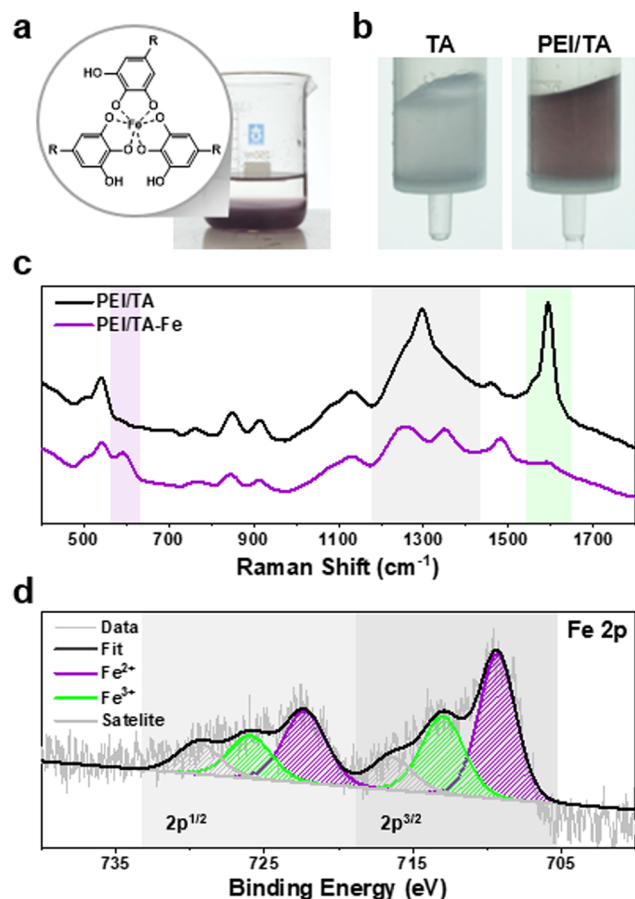 a
b
TA
PEI/TA
R
HO
O
O
Fe
O
O
R
O
O
R
OH
HO
c
PEI/TA
PEI/TA-Fe
500
700
900
1100
1300
1500
1700
Raman Shift (cm⁻¹)
d
Data
Fit
Fe²⁺
Fe³⁺
Satelite
Fe 2p
2p¹/²
2p³/²
735
725
715
705
Binding Energy (eV)